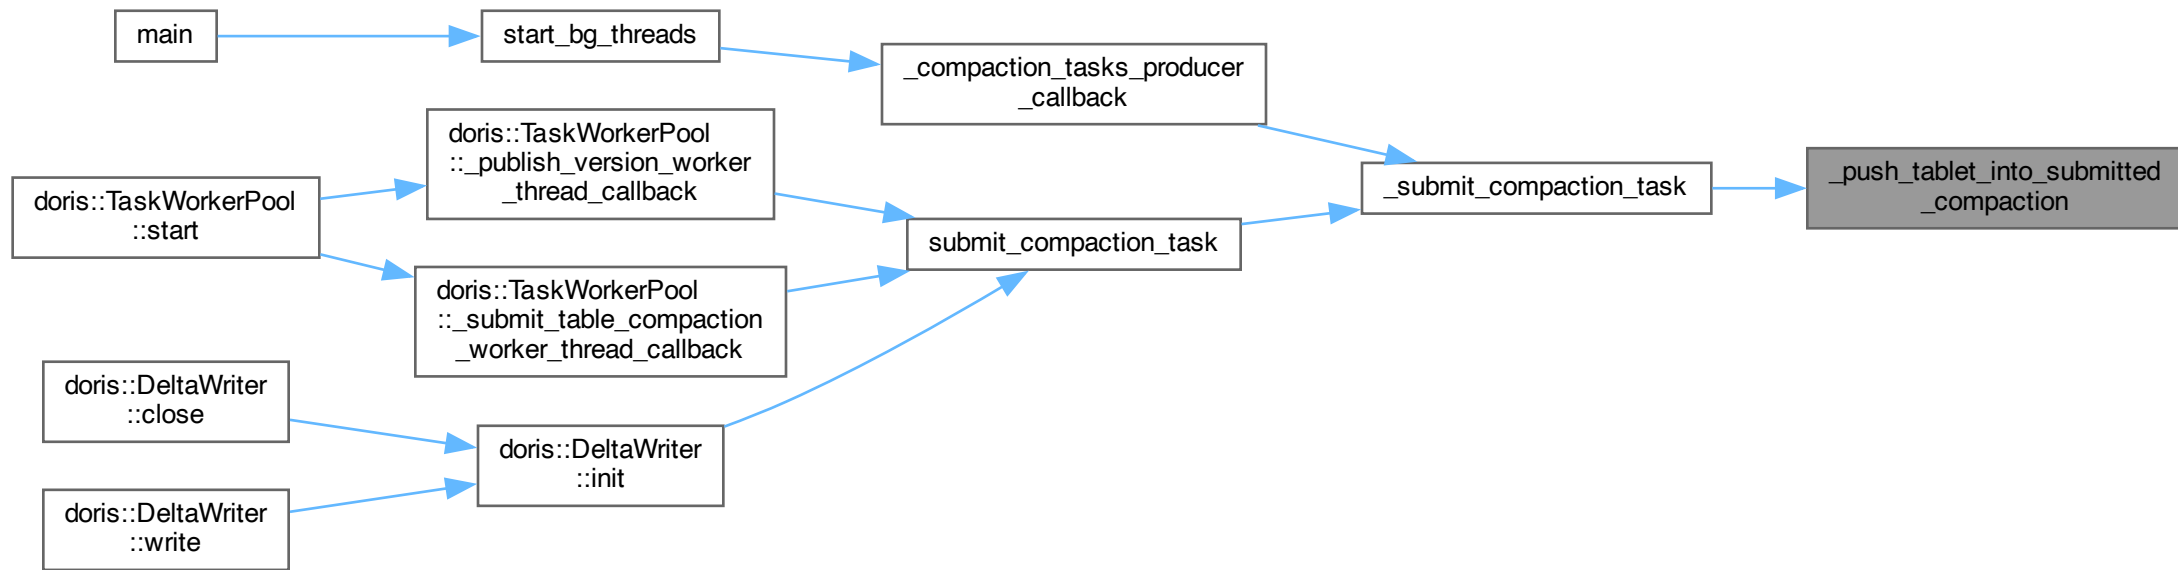 main
start_bg_threads
_compaction_tasks_producer
_callback
doris::TaskWorkerPool
::_publish_version_worker
_thread_callback
doris::TaskWorkerPool
::start
submit_compaction_task
_submit_compaction_task
_push_tablet_into_submitted
_compaction
doris::TaskWorkerPool
::_submit_table_compaction
_worker_thread_callback
doris::DeltaWriter
::close
doris::DeltaWriter
::init
doris::DeltaWriter
::write